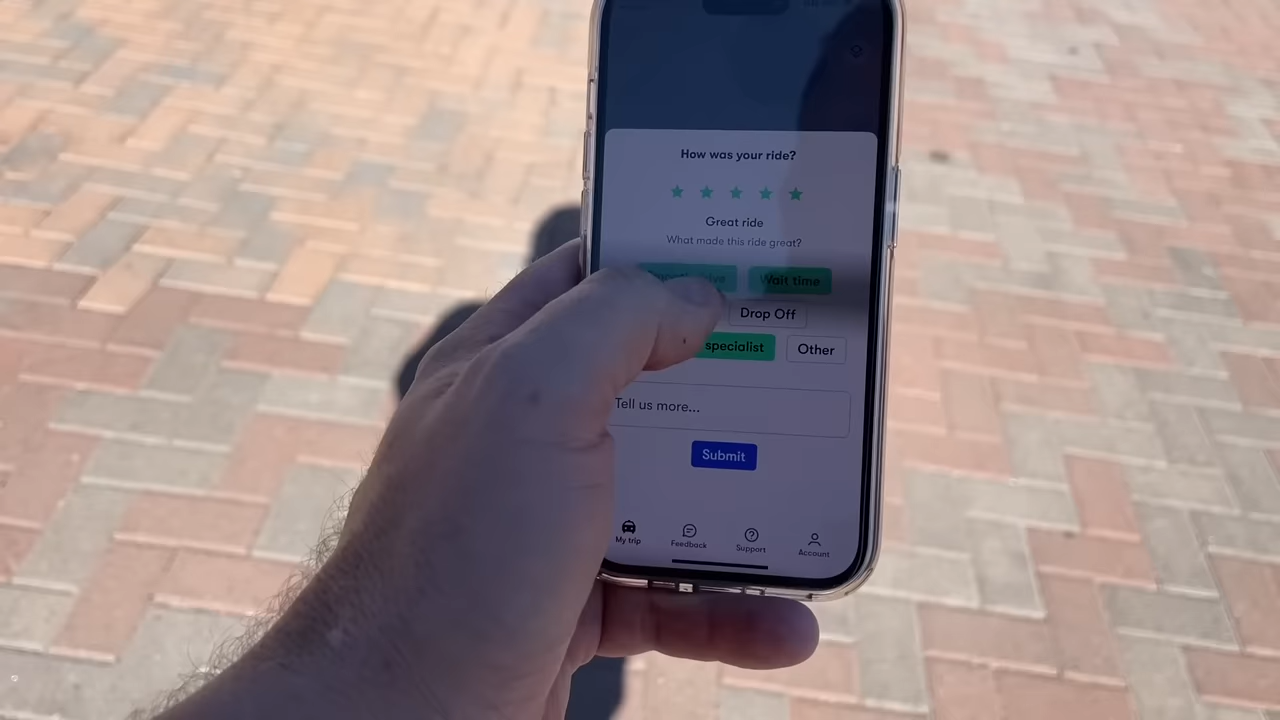 How was your ride?
Great ride
What made this ride great?
Wait time
Drop Off
specialist
Other
Tell us more...
Submit
My trip
Feedback
Support
Account